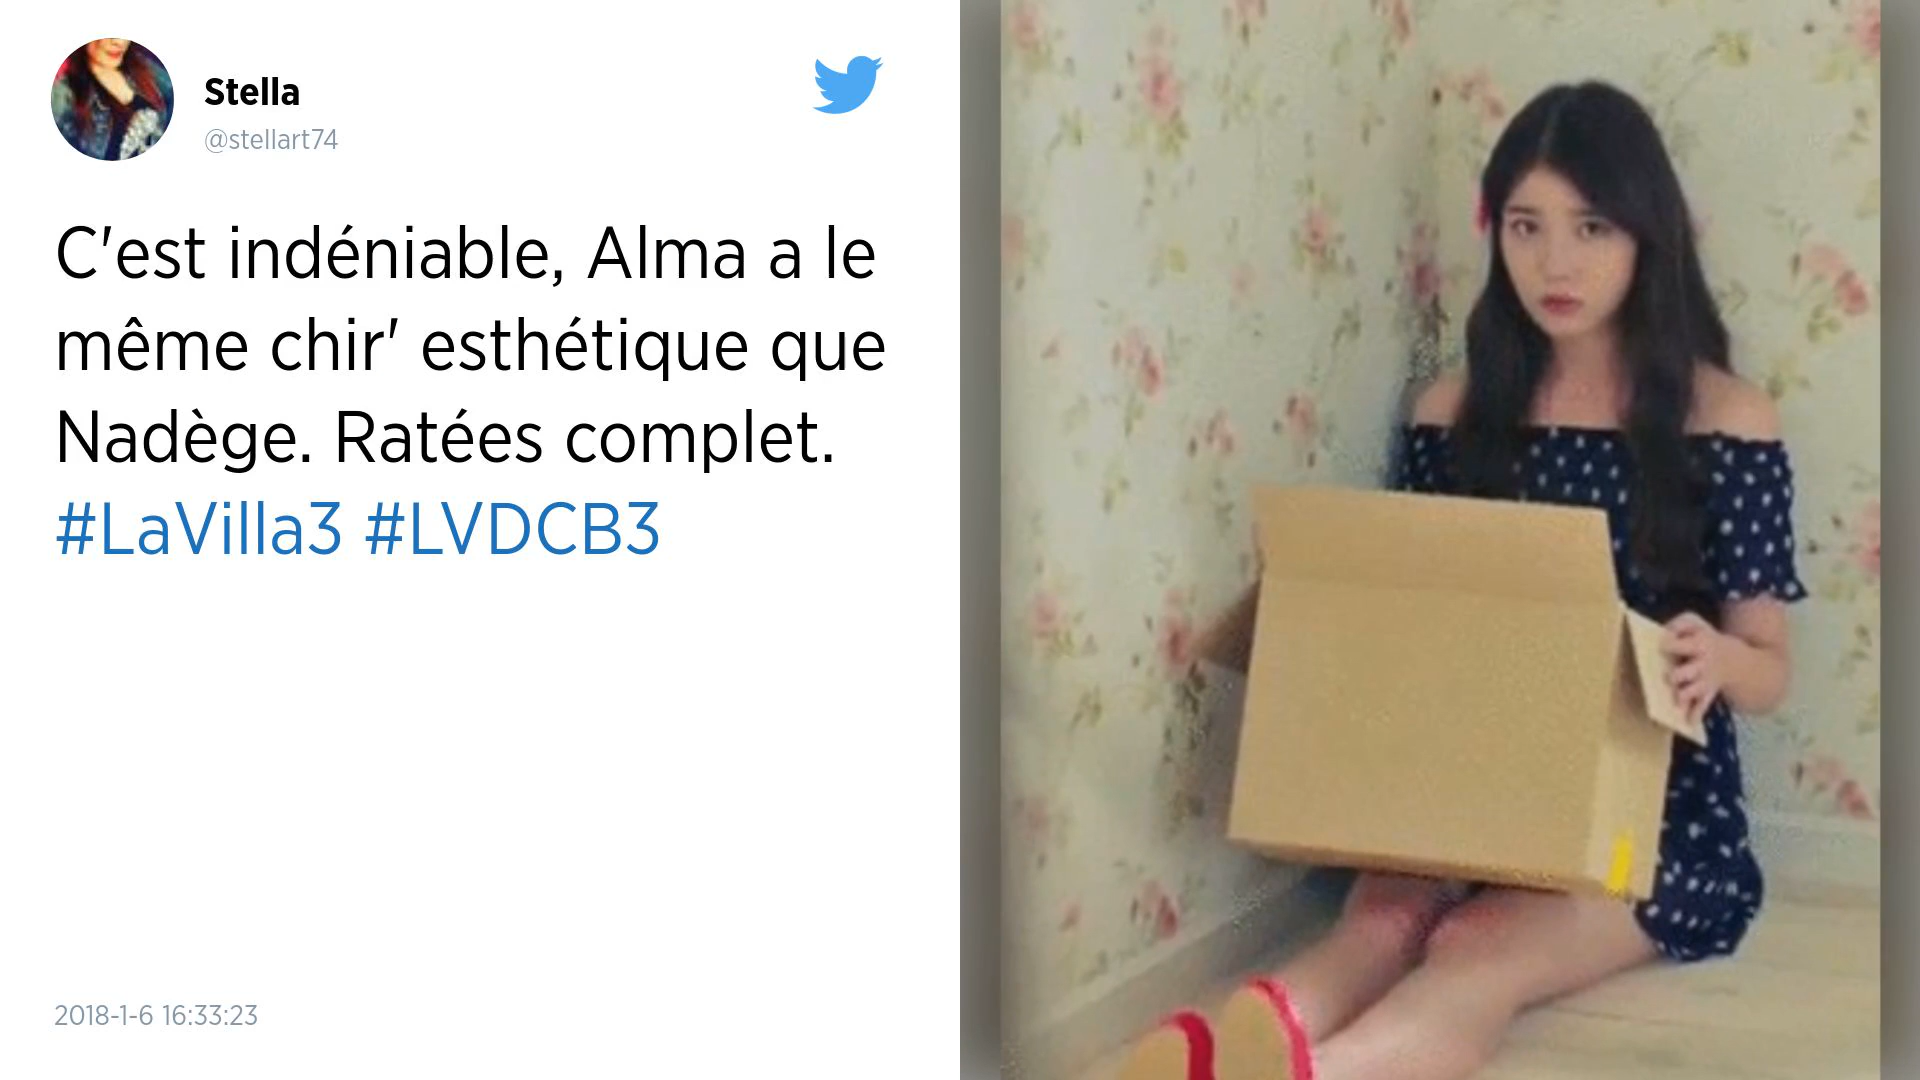 Stella
@stellart74
C'est indéniable, Alma a le
même chir' esthétique que
Nadège. Ratées complet.
#LaVilla3 #LVDCB3
2018-1-6 16:33:23